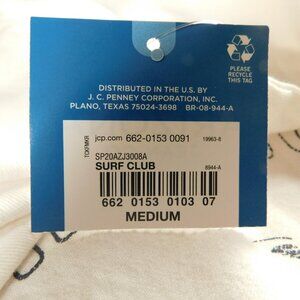 PLEASE
RECYCLE
THIS TAG
DISTRIBUTED IN THE U.S. BY
J. C. PENNEY CORPORATION, INC.
PLANO, TEXAS 75024-3698 BR-08-944-A
TCKFMKR
jcp.com 662-0153 0091 19963-8
SP20AZJ3008A
SURF CLUB 8944-A
662 0153 0103 07
MEDIUM